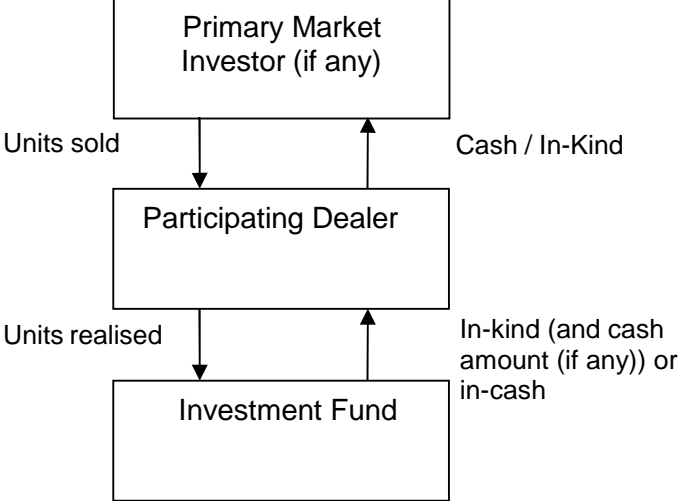 Primary Market
Investor (if any)
Units sold
Cash / In-Kind
Participating Dealer
Units realised
In-kind (and cash
amount (if any)) or
in-cash
Investment Fund